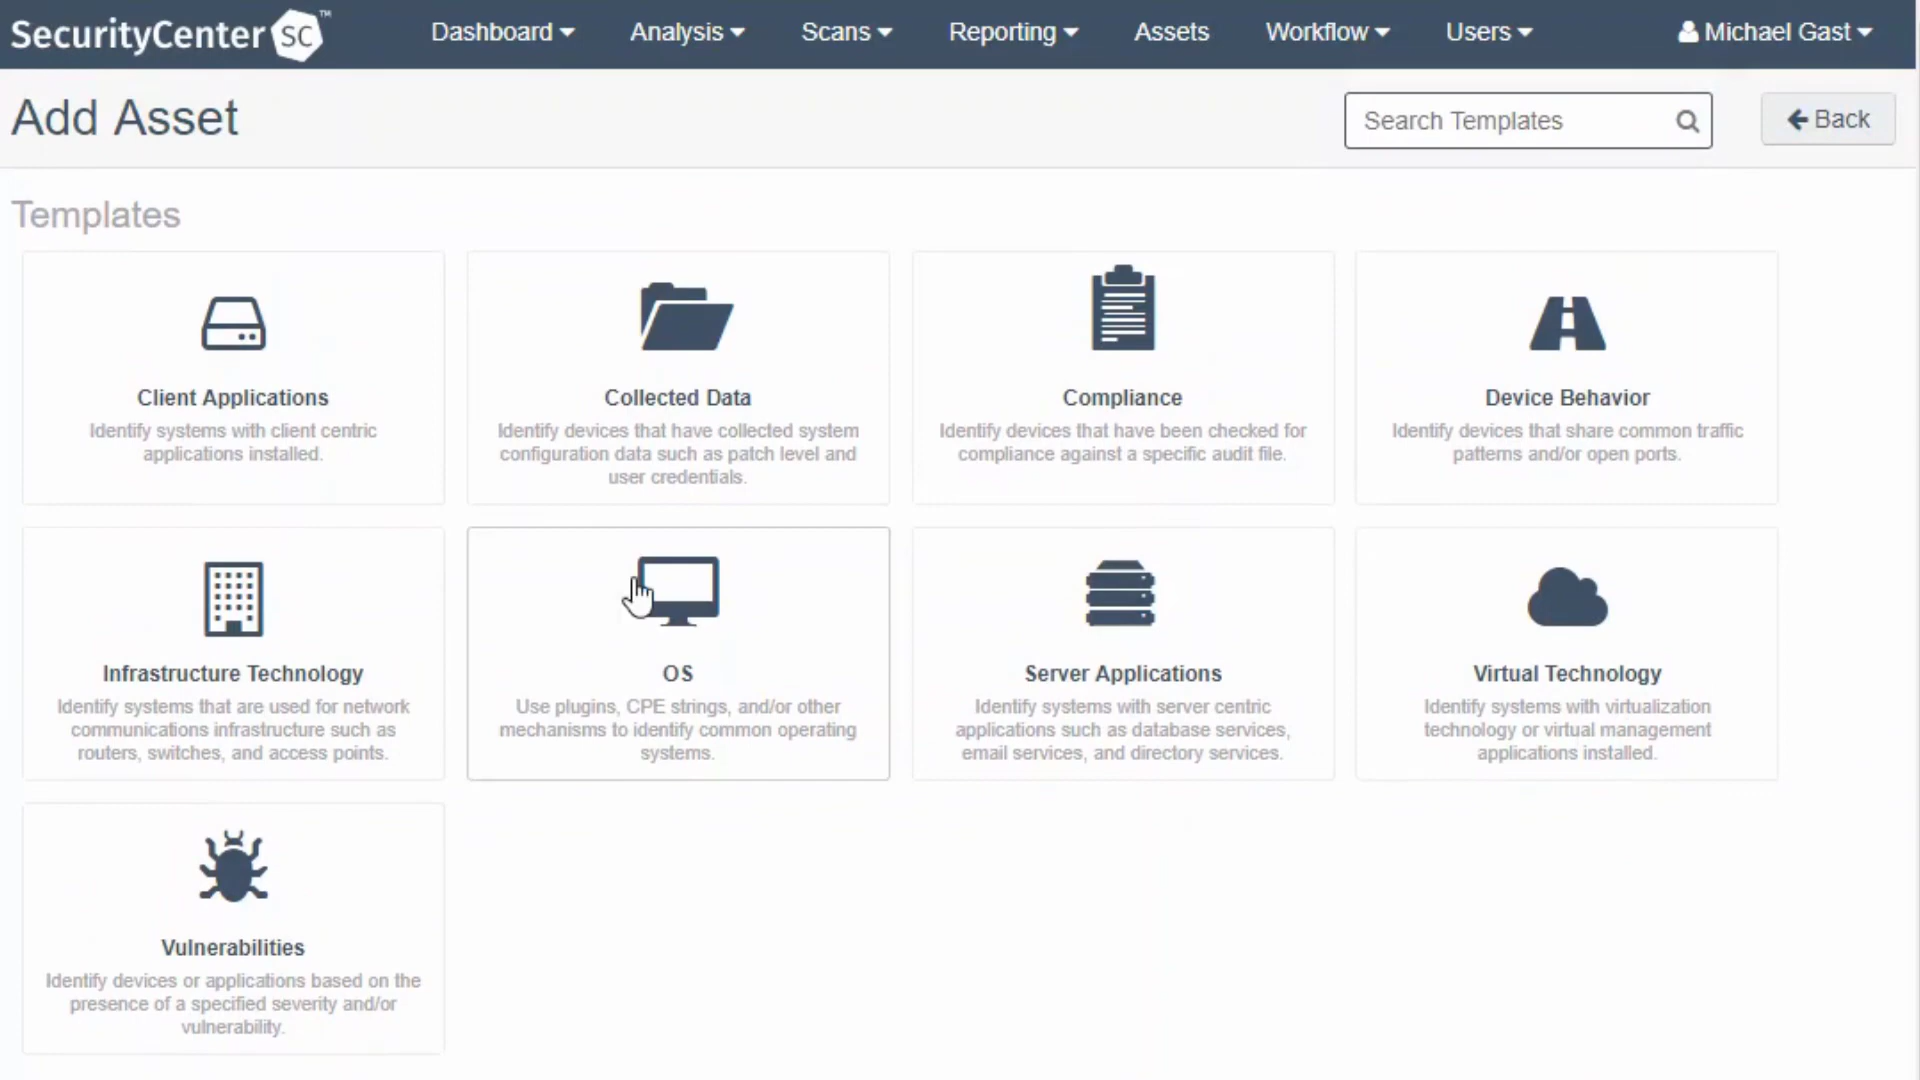 SecurityCenter SC™
Dashboard Analysis Scans Reporting Assets Workflow Users Michael Gast
Add Asset
Search Templates
Back
Templates
Client Applications
Identify systems with client centric
applications installed.
Collected Data
Identify devices that have collected system
configuration data such as patch level and
user credentials.
Compliance
Identify devices that have been checked for
compliance against a specific audit file.
Device Behavior
Identify devices that share common traffic
patterns and/or open ports.
Infrastructure Technology
Identify systems that are used for network
communications infrastructure such as
routers, switches, and access points.
OS
Use plugins, CPE strings, and/or other
mechanisms to identify common operating
systems.
Server Applications
Identify systems with server centric
applications such as database services,
email services, and directory services.
Virtual Technology
Identify systems with virtualization
technology or virtual management
applications installed.
Vulnerabilities
Identify devices or applications based on the
presence of a specified severity and/or
vulnerability.